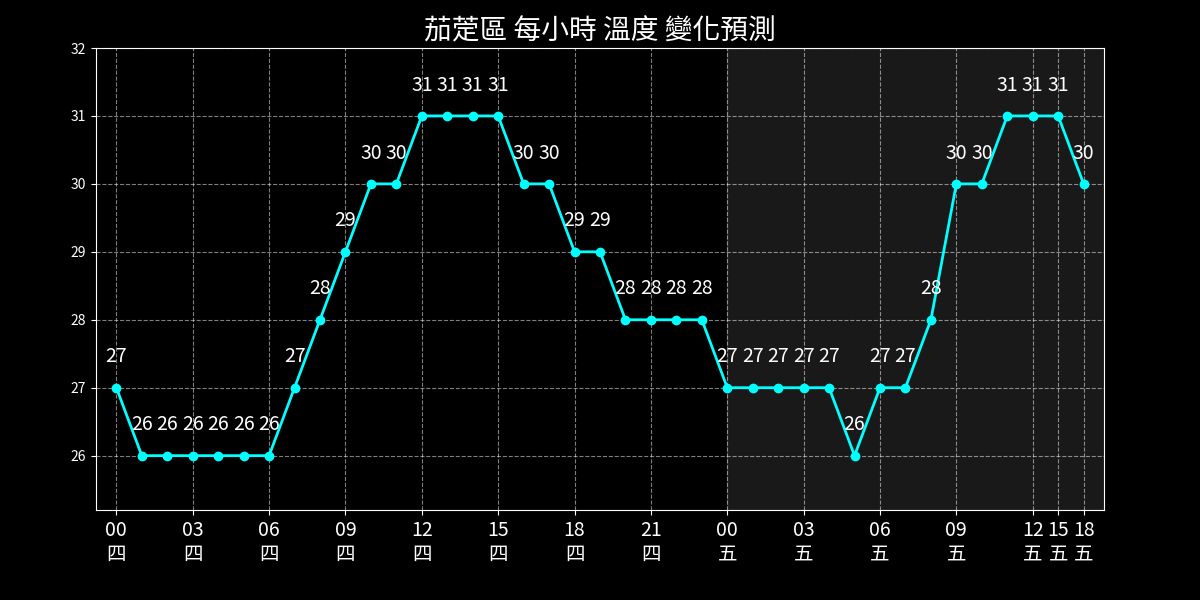 茄萣區 每小時 溫度 變化預測
32
31 31 31 31 31 31 31
31
30 30 30 30 30 30 30
30
29 29 29
29
28 28 28 28 28 28
28
27 27 27 27 27 27 27 27 27
27
26 26 26 26 26 26 26
26
00 03 06 09 12 15 18 21 00 03 06 09 12 15 18
四 四 四 四 四 四 四 四 五 五 五 五 五 五 五